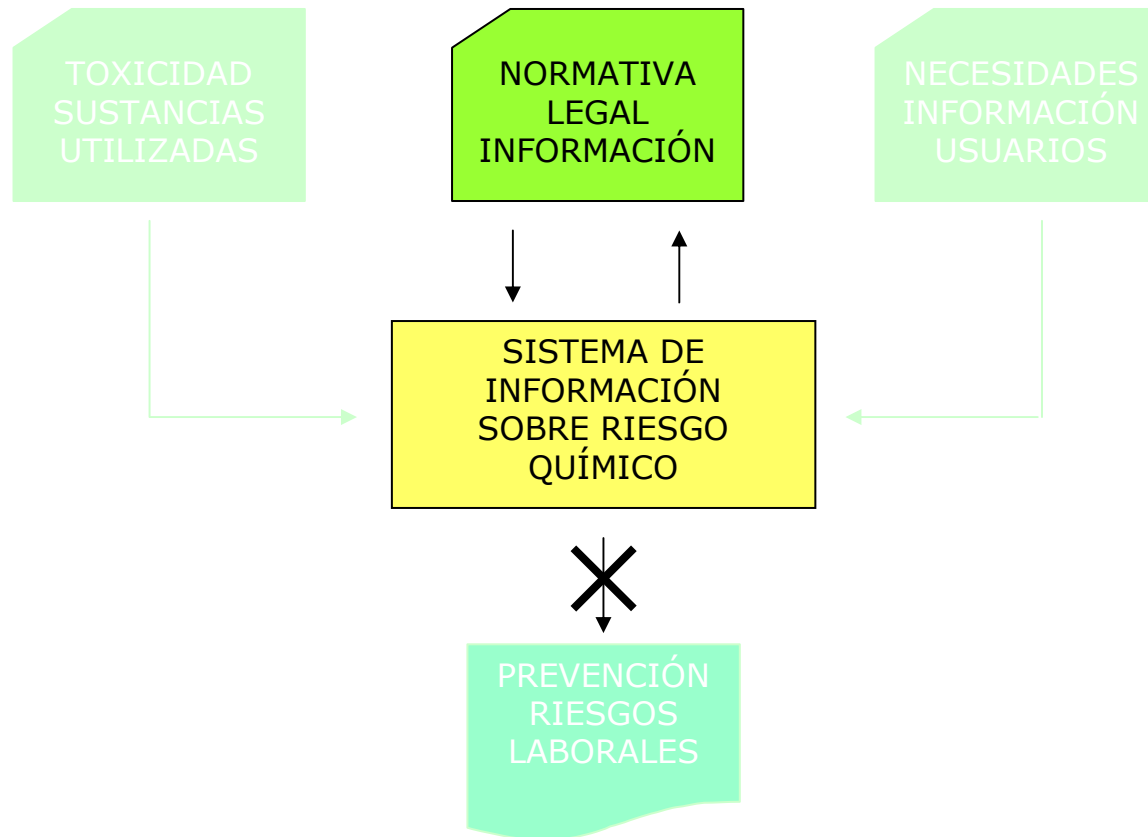 TOXICIDAD
SUSTANCIAS
UTILIZADAS
NORMATIVA
LEGAL
INFORMACIÓN
NECESIDADES
INFORMACIÓN
USUARIOS
SISTEMA DE
INFORMACIÓN
SOBRE RIESGO
QUÍMICO
PREVENCIÓN
RIESGOS
LABORALES